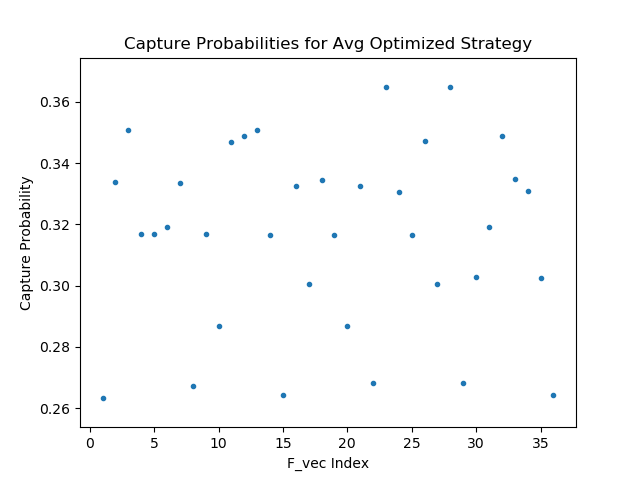 Capture Probabilities for Avg Optimized Strategy
Capture Probability
0.36
0.34
0.32
0.30
0.28
0.26
0 5 10 15 20 25 30 35
F_vec Index